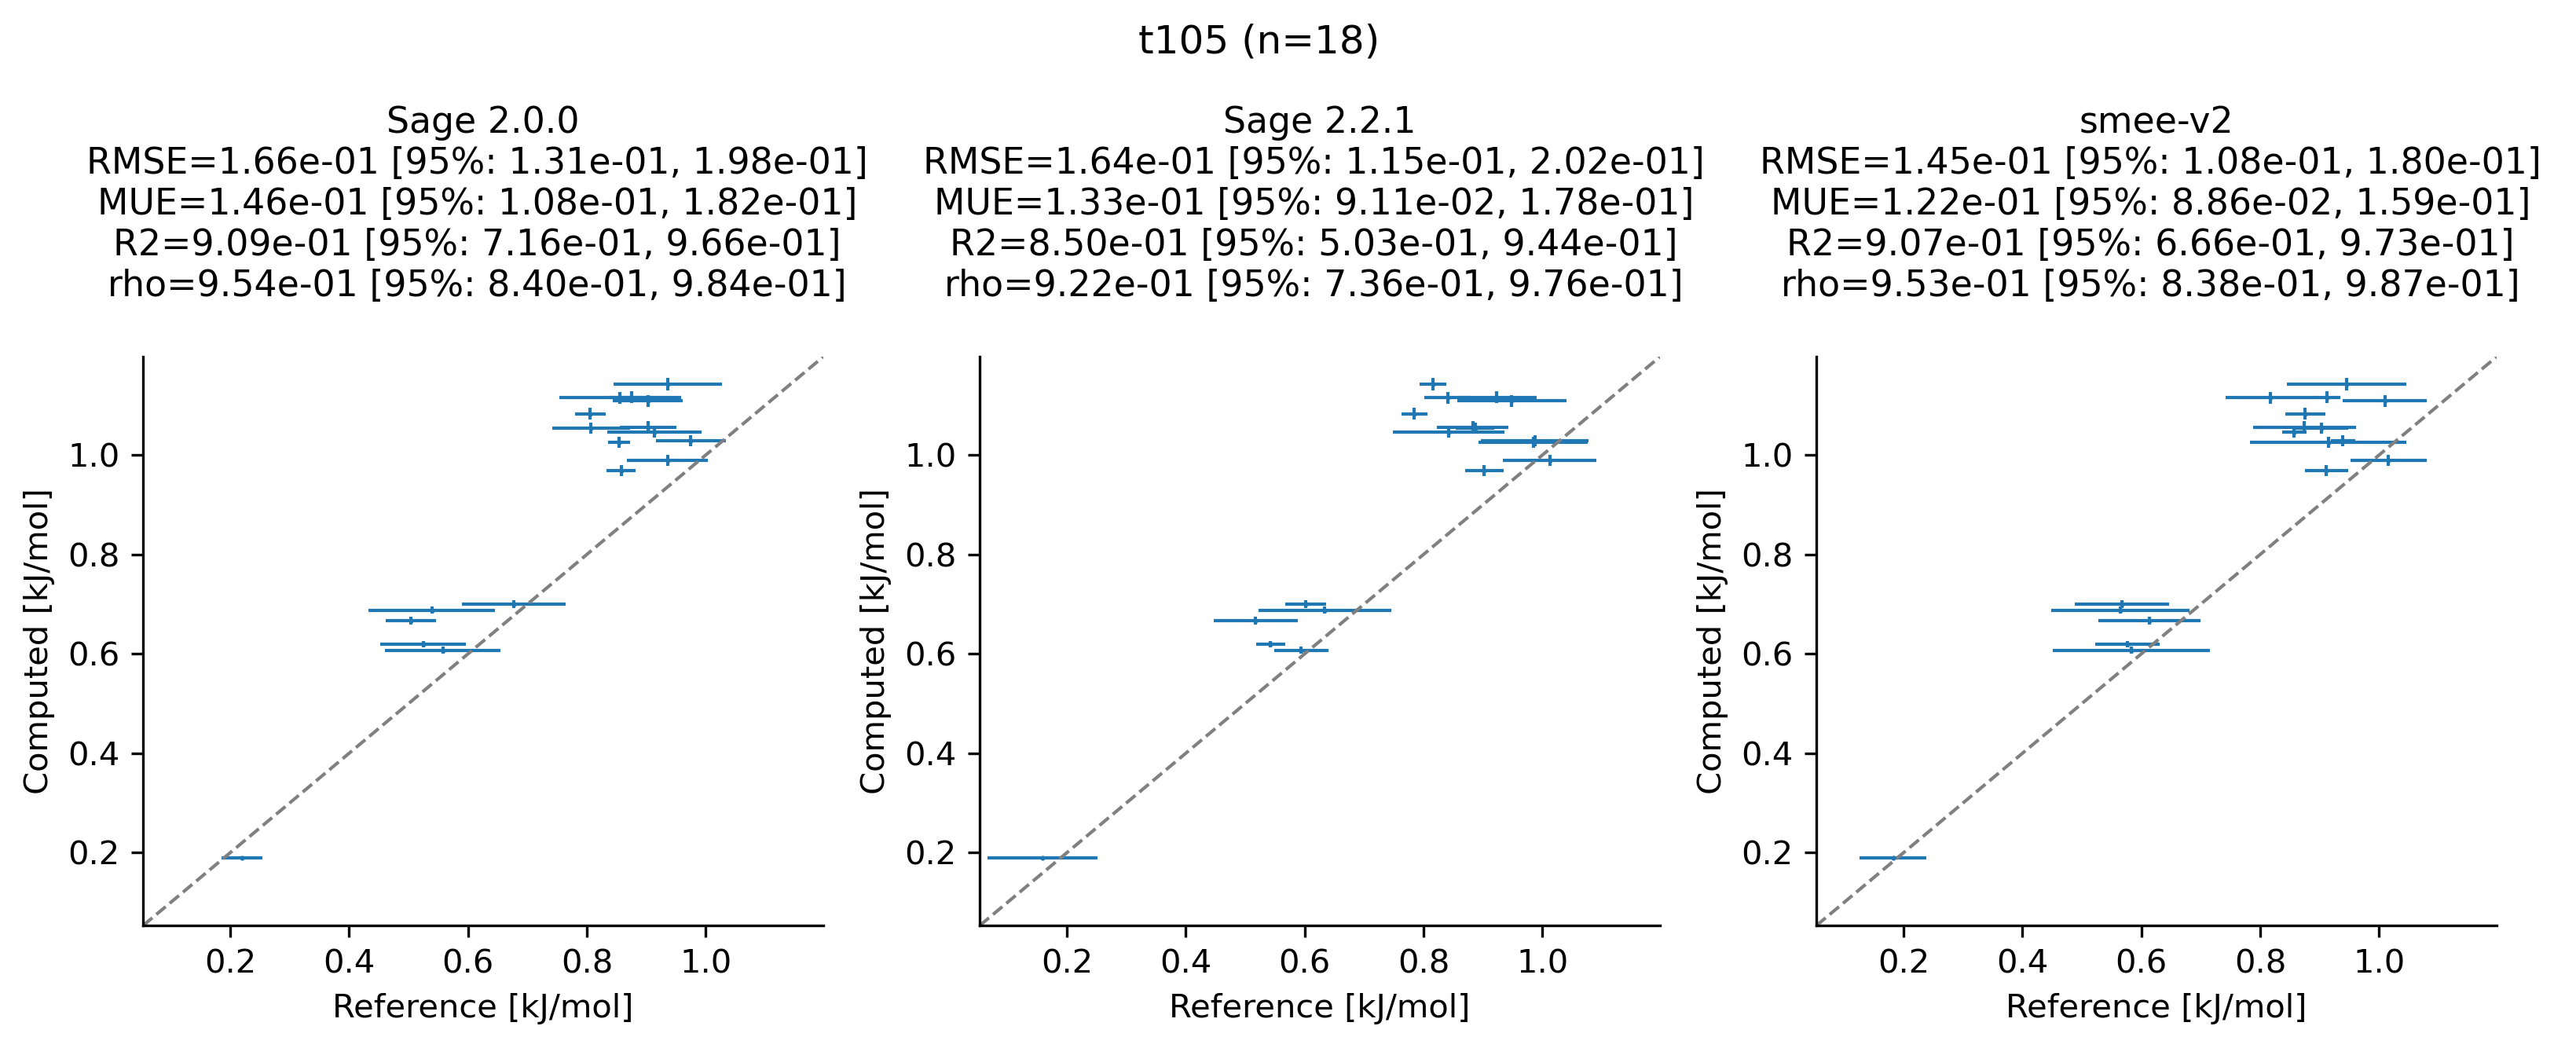 t105 (n=18)
Sage 2.0.0
RMSE=1.66e-01 [95%: 1.31e-01, 1.98e-01]
MUE=1.46e-01 [95%: 1.08e-01, 1.82e-01]
R2=9.09e-01 [95%: 7.16e-01, 9.66e-01]
rho=9.54e-01 [95%: 8.40e-01, 9.84e-01]
Computed [kJ/mol]
1.0
0.8
0.6
0.4
0.2
0.2 0.4 0.6 0.8 1.0
Reference [kJ/mol]
Sage 2.2.1
RMSE=1.64e-01 [95%: 1.15e-01, 2.02e-01]
MUE=1.33e-01 [95%: 9.11e-02, 1.78e-01]
R2=8.50e-01 [95%: 5.03e-01, 9.44e-01]
rho=9.22e-01 [95%: 7.36e-01, 9.76e-01]
Computed [kJ/mol]
1.0
0.8
0.6
0.4
0.2
0.2 0.4 0.6 0.8 1.0
Reference [kJ/mol]
smee-v2
RMSE=1.45e-01 [95%: 1.08e-01, 1.80e-01]
MUE=1.22e-01 [95%: 8.86e-02, 1.59e-01]
R2=9.07e-01 [95%: 6.66e-01, 9.73e-01]
rho=9.53e-01 [95%: 8.38e-01, 9.87e-01]
Computed [kJ/mol]
1.0
0.8
0.6
0.4
0.2
0.2 0.4 0.6 0.8 1.0
Reference [kJ/mol]